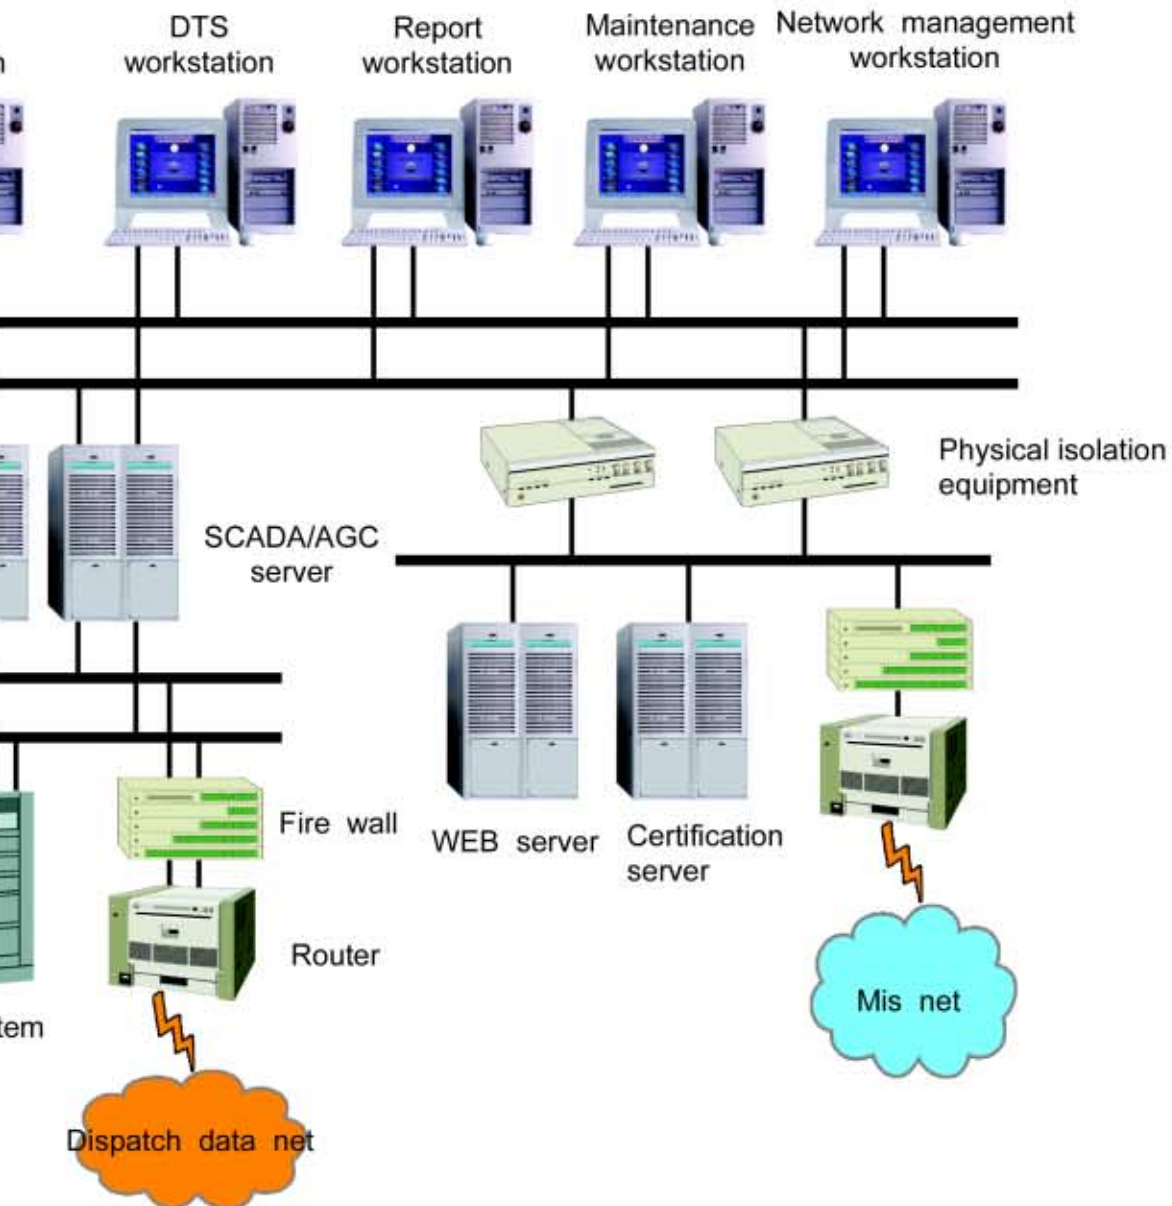 DTS
workstation
Report
workstation
Maintenance
workstation
Network management
workstation
Physical isolation
equipment
SCADA/AGC
server
Fire wall
WEB server
Certification
server
Router
Mis net
tem
Dispatch data net